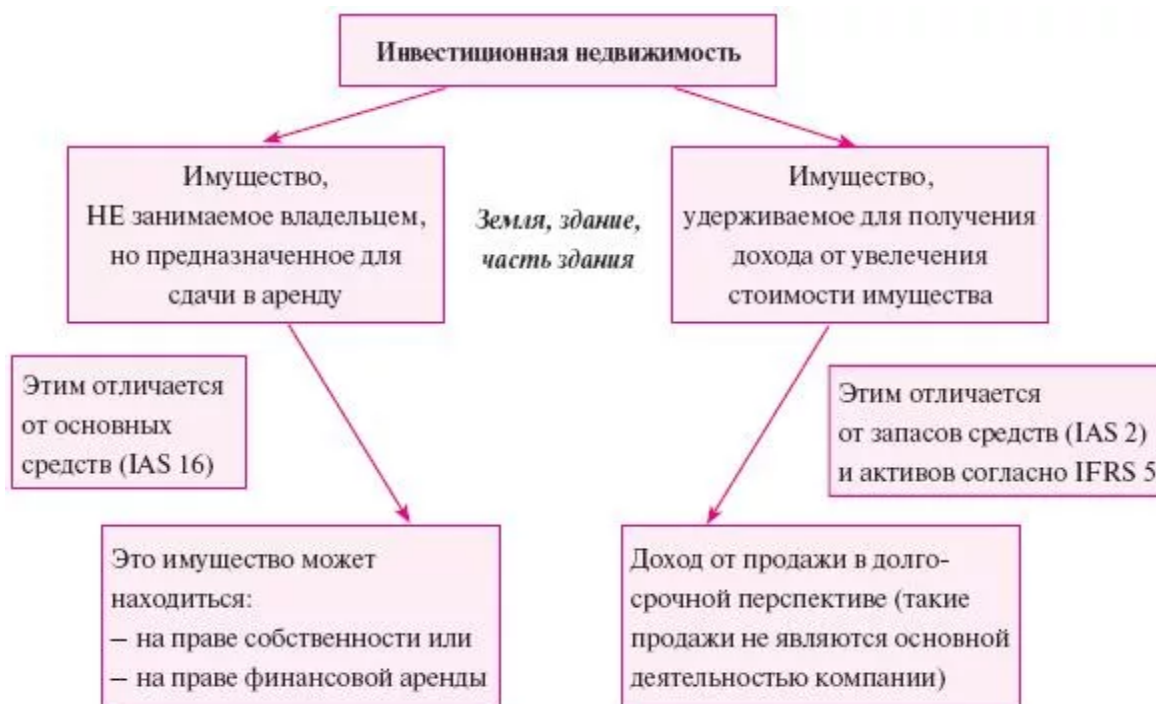 Инвестиционная недвижимость
Имущество,
НЕ занимаемое владельцем,
но предназначенное для
сдачи в аренду
Земля, здание,
часть здания
Имущество,
удерживаемое для получения
дохода от увелечения
стоимости имущества
Этим отличается
от основных
средств (IAS 16)
Этим отличается
от запасов средств (IAS 2)
и активов согласно IFRS 5
Это имущество может
находиться:
– на праве собственности или
– на праве финансовой аренды
Доход от продажи в долго-
срочной перспективе (такие
продажи не являются основной
деятельностью компании)